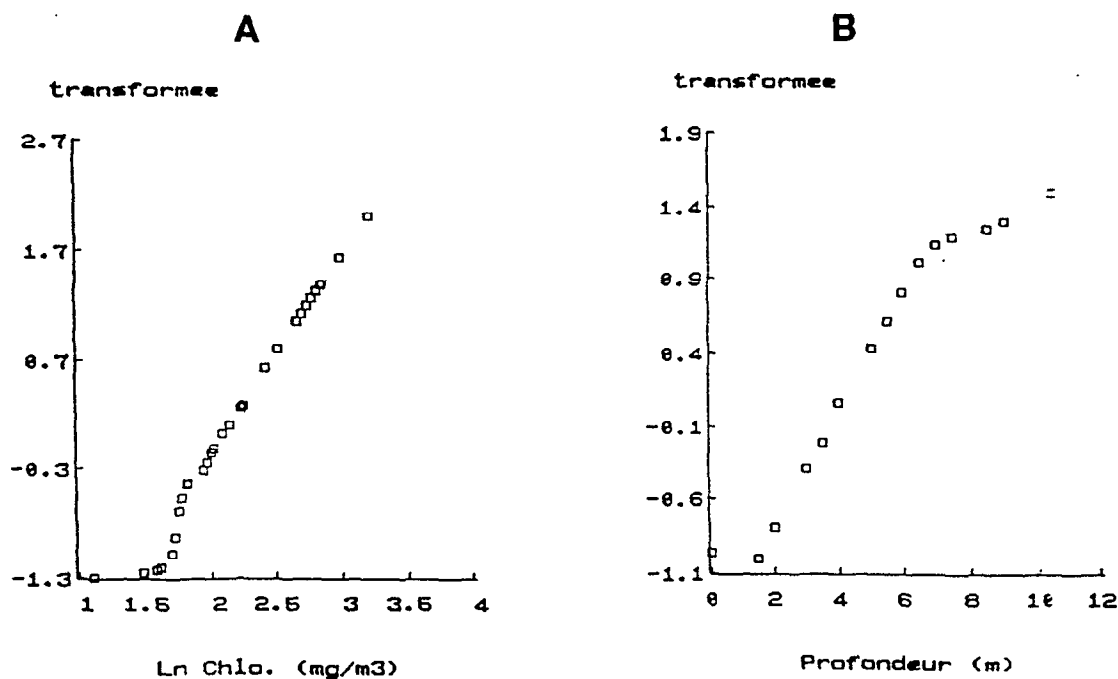 A
transformee
2.7
1.7
0.7
-0.3
-1.3
1 1.5 2 2.5 3 3.5 4
Ln Chlo. (mg/m3)
B
transformee
1.9
1.4
0.9
0.4
-0.1
-0.6
-1.1
0 2 4 6 8 10 12
Profondeur (m)